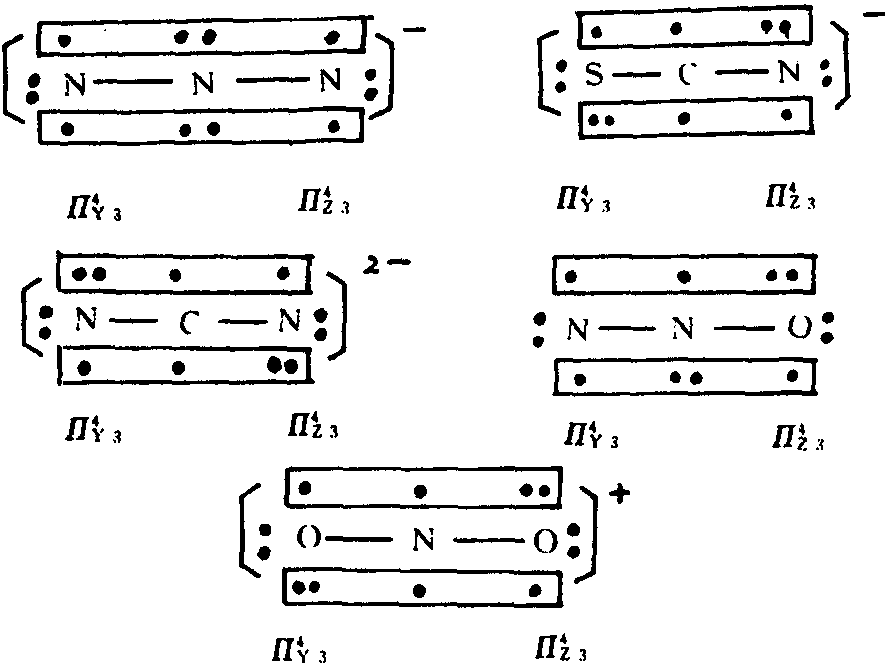 [:N—N—N:]⁻ [:S—C—N:]⁻
Π⁴Y 3 Π⁴Z 3 Π⁴Y 3 Π⁴Z 3
[:N—C—N:]²⁻ :N—N—O:
Π⁴Y 3 Π⁴Z 3 Π⁴Y 3 Π⁴Z 3
[:O—N—O:]⁺
Π⁴Y 3 Π⁴Z 3